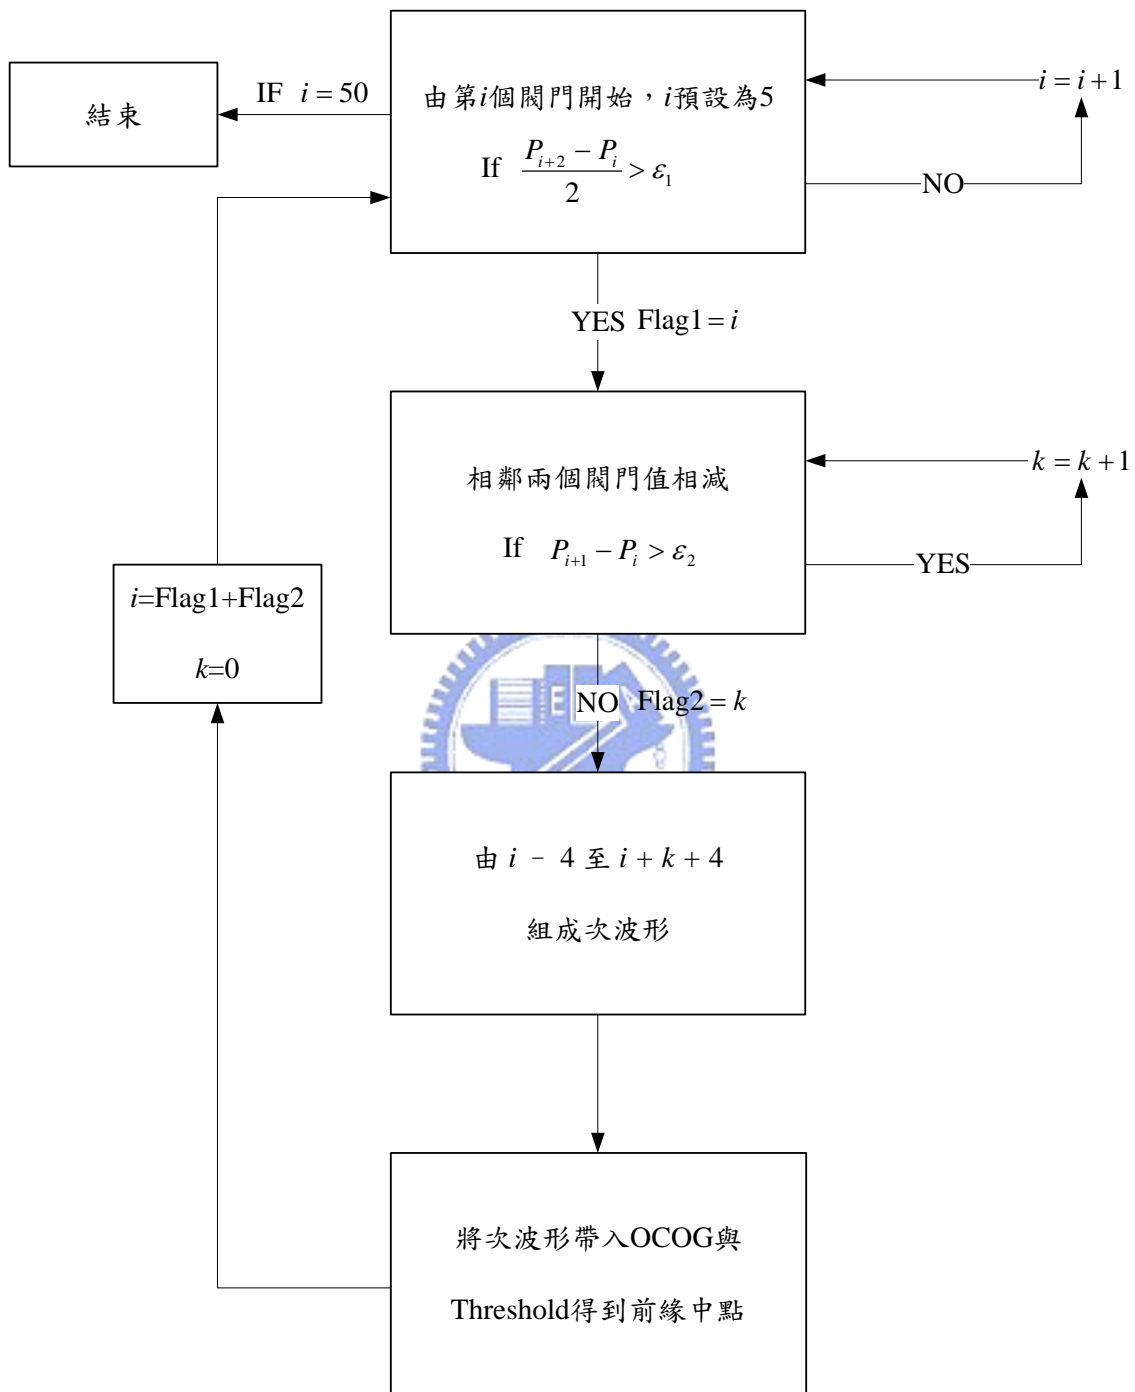 結束
IF i = 50
由第i個閥門開始，i預設為5
If (P_{i+2} − P_i) / 2 > ε_1
i = i + 1
NO
YES Flag1 = i
相鄰兩個閥門值相減
If P_{i+1} − P_i > ε_2
k = k + 1
YES
i=Flag1+Flag2
k=0
NO Flag2 = k
由 i - 4 至 i + k + 4
組成次波形
將次波形帶入OCOG與
Threshold得到前緣中點